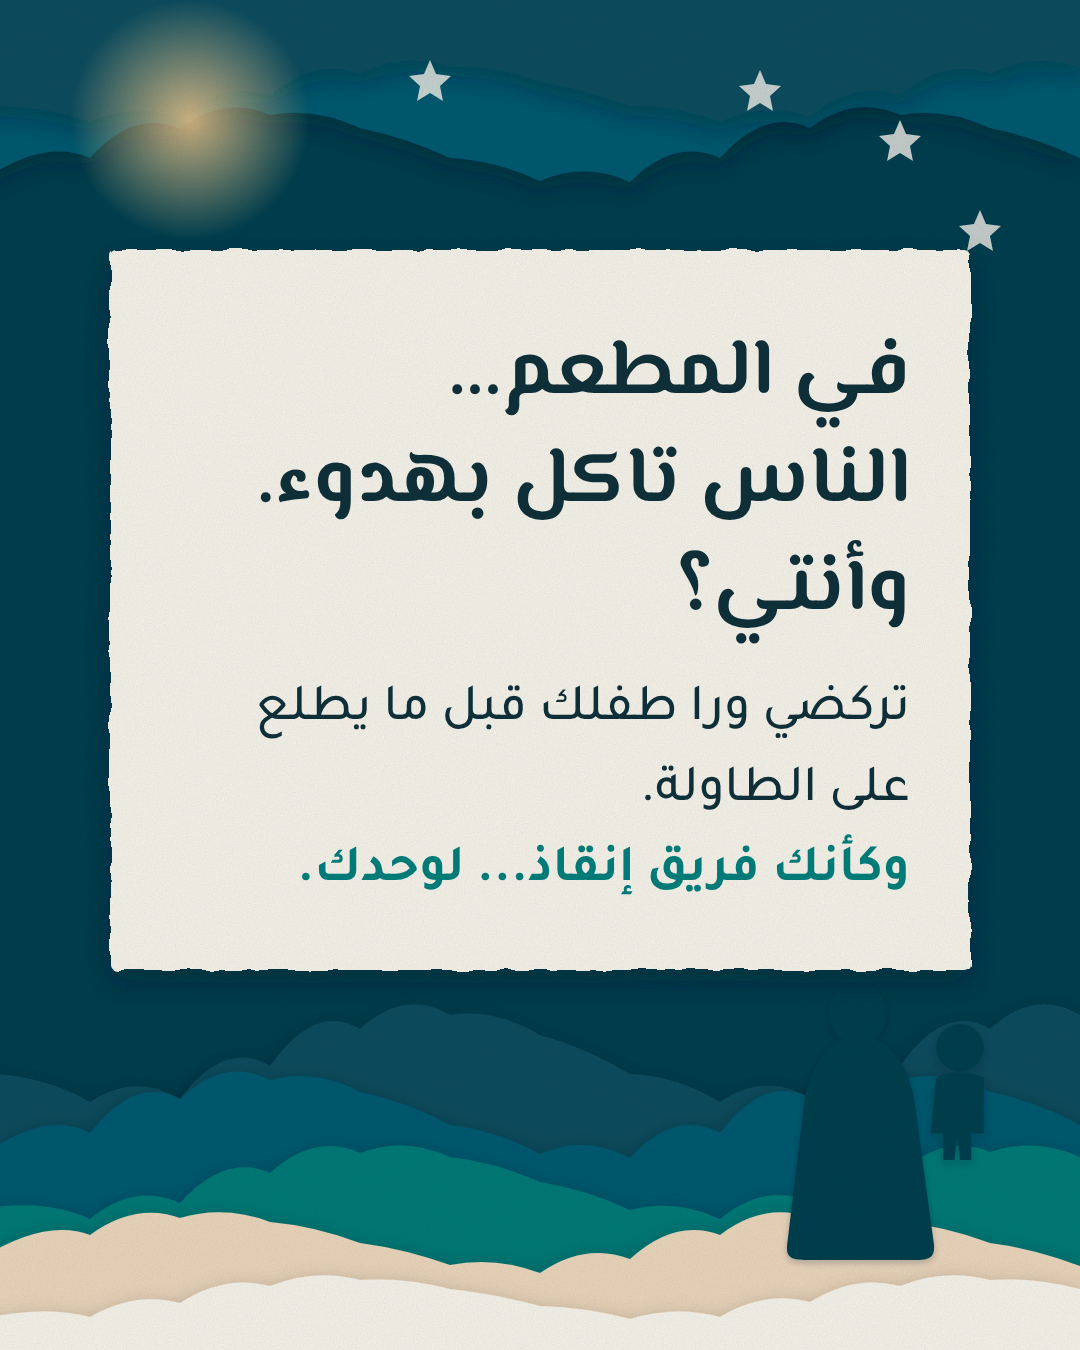 في المطعم...
الناس تاكل بهدوء.
وأنتي؟
تركضي ورا طفلك قبل ما يطلع
على الطاولة.
وكأنك فريق إنقاذ... لوحدك.